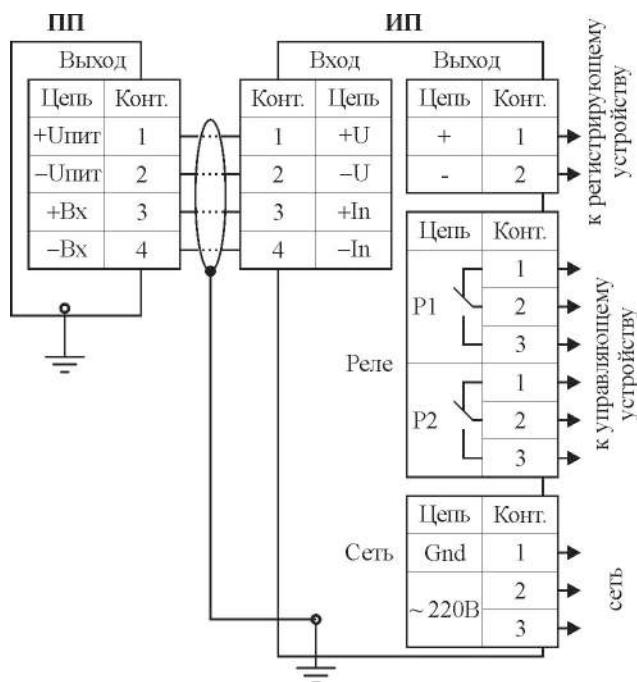 ПП
ИП
Выход
Цепь Конт.
+Uпит 1
–Uпит 2
+Вх 3
–Вх 4
Вход
Конт. Цепь
1 +U
2 –U
3 +In
4 –In
Выход
Цепь Конт.
+ 1
- 2
к регистрирующему
устройству
Реле
Цепь Конт.
Р1
1
2
3
Р2
1
2
3
к управляющему
устройству
Сеть
Цепь Конт.
Gnd 1
~ 220В
2
3
сеть